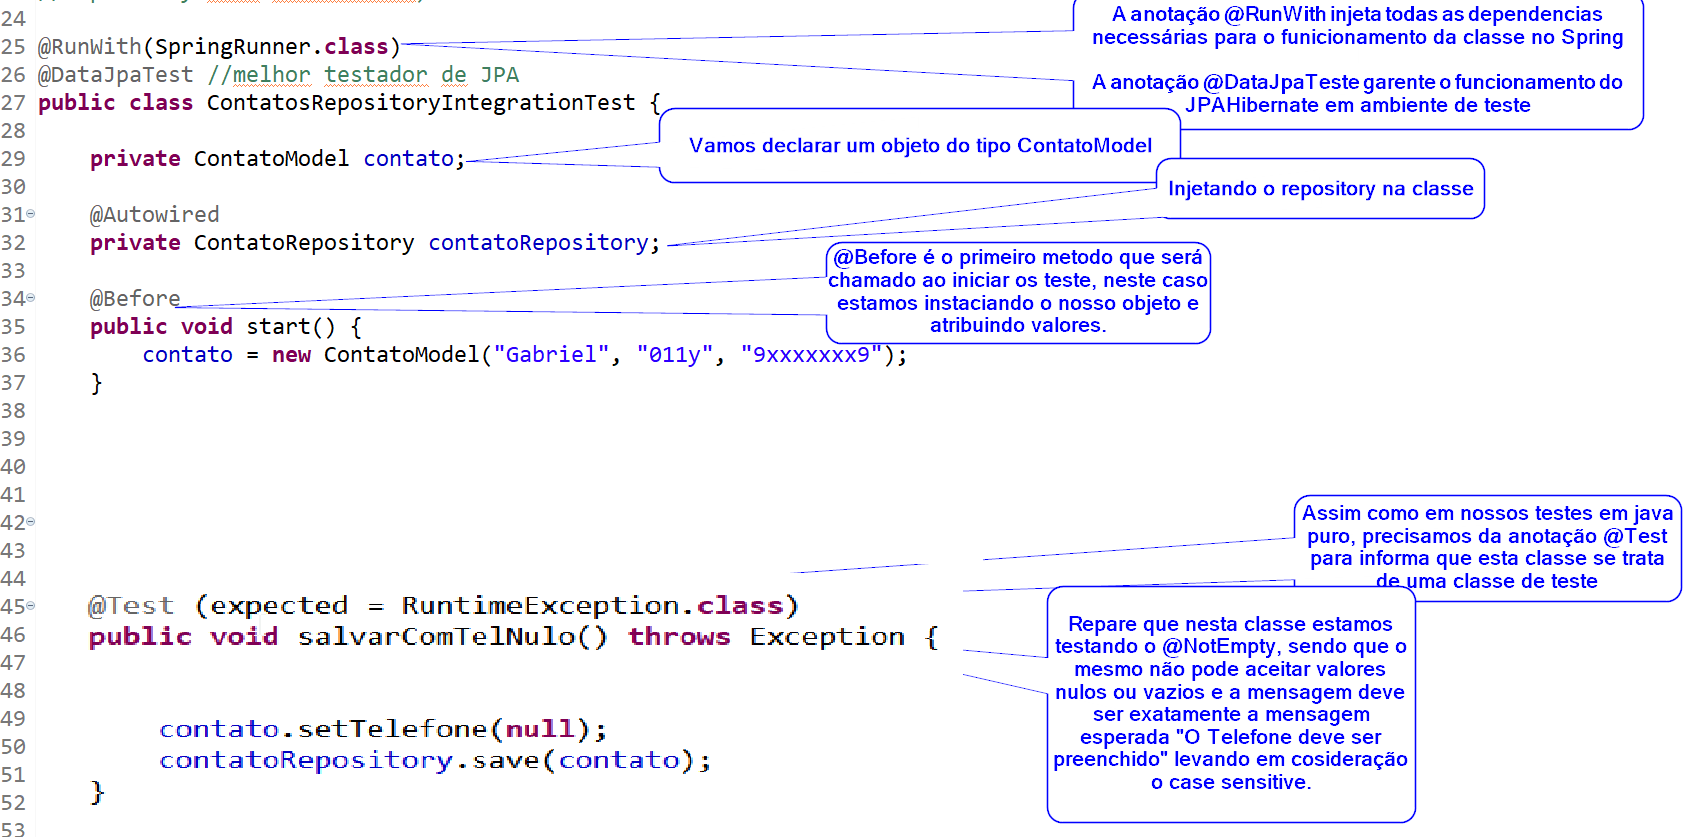 24
25 @RunWith(SpringRunner.class)
26 @DataJpaTest //melhor testador de JPA
27 public class ContatosRepositoryIntegrationTest {
28
29 private ContatoModel contato;
30
31 @Autowired
32 private ContatoRepository contatoRepository;
33
34 @Before
35 public void start() {
36 contato = new ContatoModel("Gabriel", "011y", "9xxxxxxx9");
37 }
38
39
40
41
42
43
44
45 @Test (expected = RuntimeException.class)
46 public void salvarComTelNulo() throws Exception {
47
48
49 contato.setTelefone(null);
50 contatoRepository.save(contato);
51 }
52
53
A anotação @RunWith injeta todas as dependencias
necessárias para o funicionamento da classe no Spring
A anotação @DataJpaTeste garente o funcionamento do
JPAHibernate em ambiente de teste
Vamos declarar um objeto do tipo ContatoModel
Injetando o repository na classe
@Before é o primeiro metodo que será
chamado ao iniciar os teste, neste caso
estamos instaciando o nosso objeto e
atribuindo valores.
Assim como em nossos testes em java
puro, precisamos da anotação @Test
para informa que esta classe se trata
de uma classe de teste
Repare que nesta classe estamos
testando o @NotEmpty, sendo que o
mesmo não pode aceitar valores
nulos ou vazios e a mensagem deve
ser exatamente a mensagem
esperada "O Telefone deve ser
preenchido" levando em cosideração
o case sensitive.